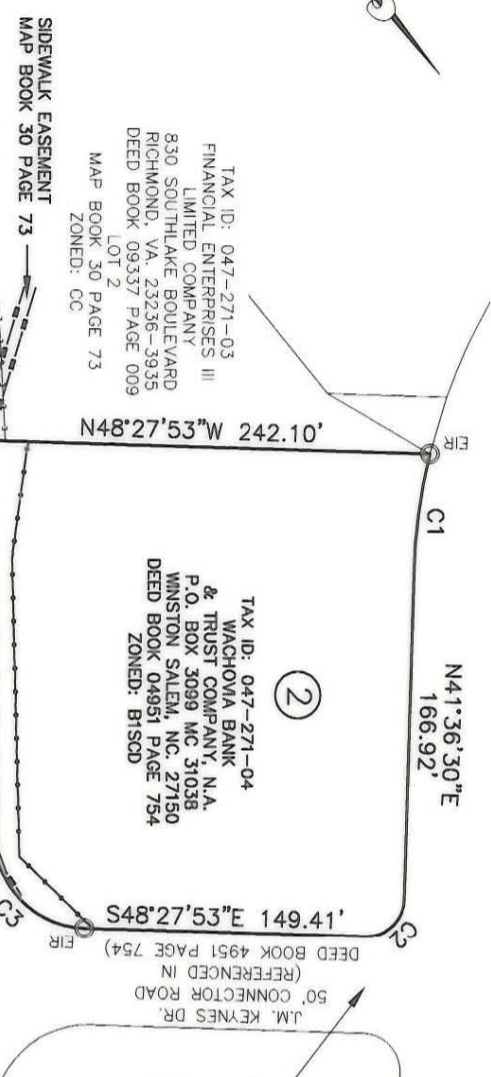 SIDEWALK EASEMENT
MAP BOOK 30 PAGE 73
TAX ID: 047-271-03
FINANCIAL ENTERPRISES III
LIMITED COMPANY
830 SOUTHLAKE BOULEVARD
RICHMOND, VA. 23236-3935
DEED BOOK 09337 PAGE 009
LOT 2
MAP BOOK 30 PAGE 73
ZONED: CC
N48°27'53"W 242.10'
EIR
C1
N41°36'30"E
166.92'
2
TAX ID: 047-271-04
WACHOVIA BANK
& TRUST COMPANY, N.A.
P.O. BOX 3099 MC 31038
WINSTON SALEM, NC. 27150
DEED BOOK 04951 PAGE 754
ZONED: B1SCD
C2
S48°27'53"E 149.41'
EIR
C3
J.M. KEYNES DR.
50' CONNECTOR ROAD
(REFERENCED IN
DEED BOOK 4951 PAGE 754)